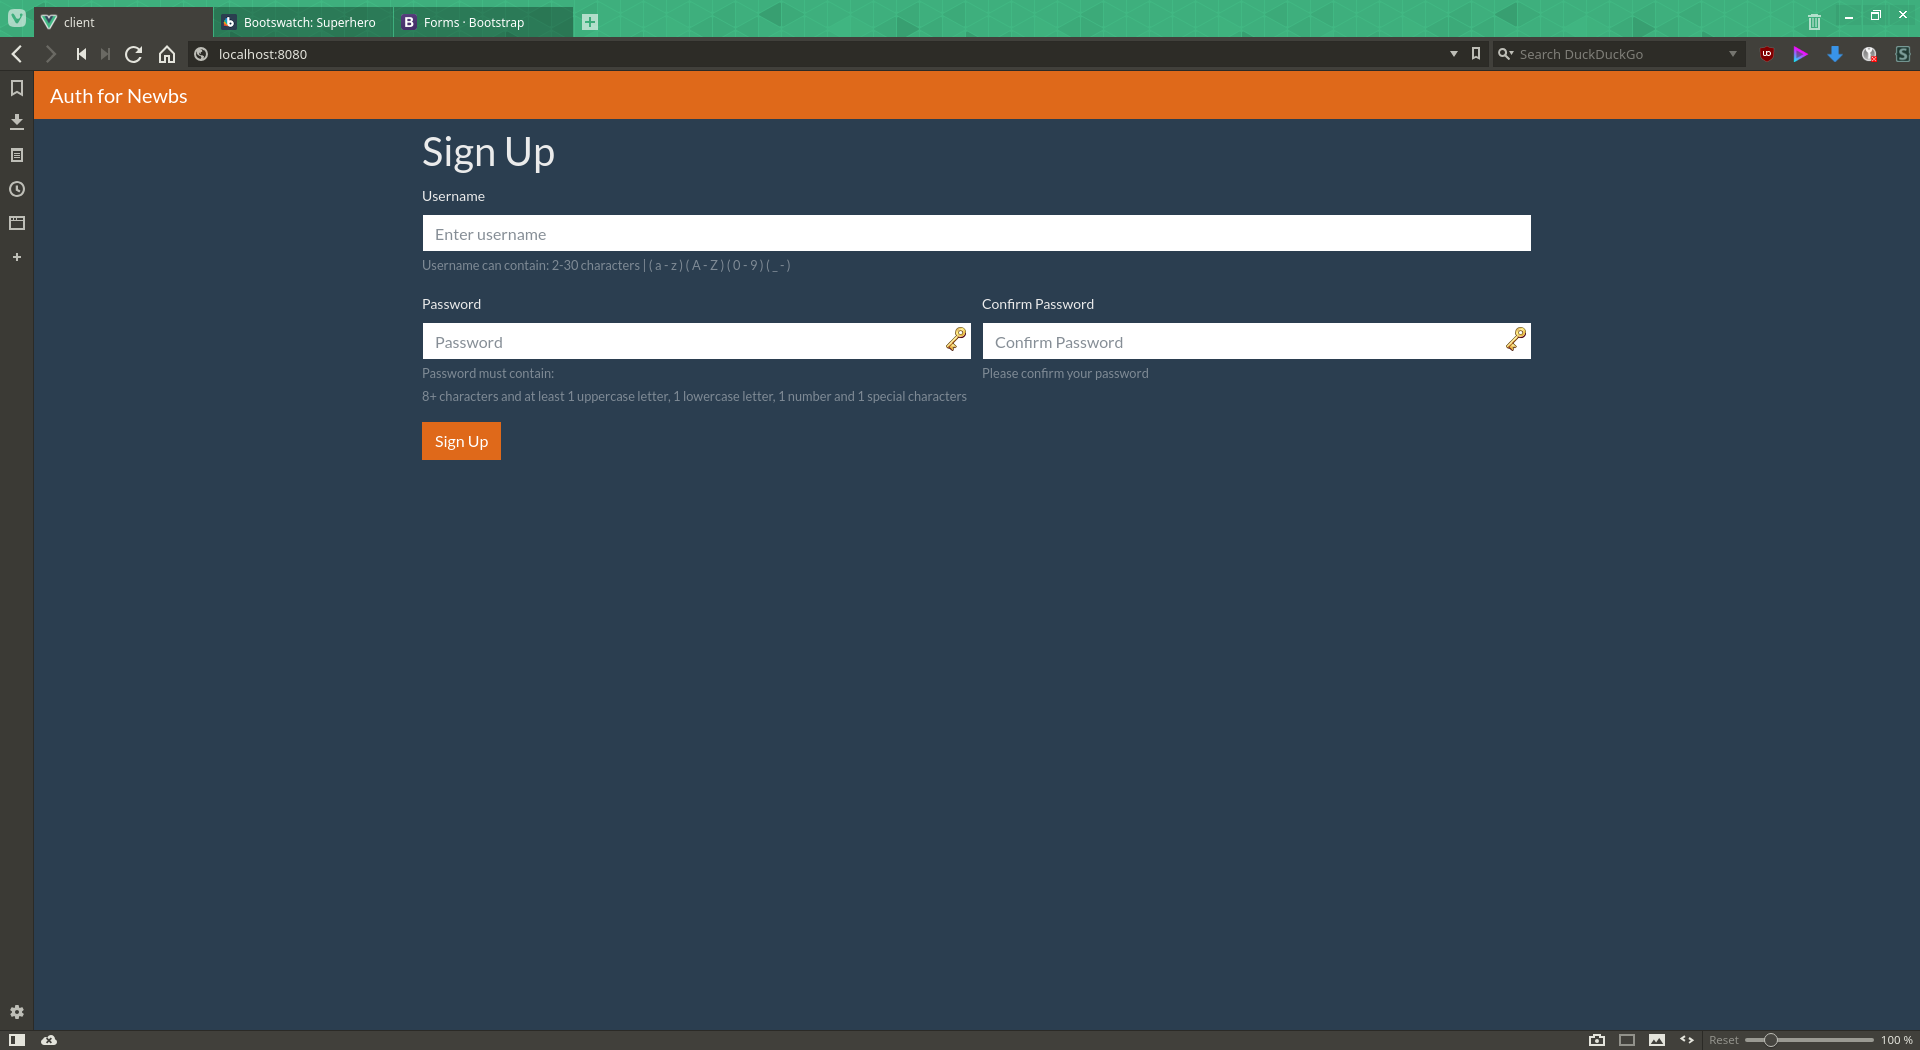 client
Bootswatch: Superhero
Forms · Bootstrap
localhost:8080
Search DuckDuckGo
Auth for Newbs
Sign Up
Username
Enter username
Username can contain: 2-30 characters | ( a - z ) ( A - Z ) ( 0 - 9 ) ( _ - )
Password
Confirm Password
Password
Confirm Password
Password must contain:
Please confirm your password
8+ characters and at least 1 uppercase letter, 1 lowercase letter, 1 number and 1 special characters
Sign Up
Reset
100 %